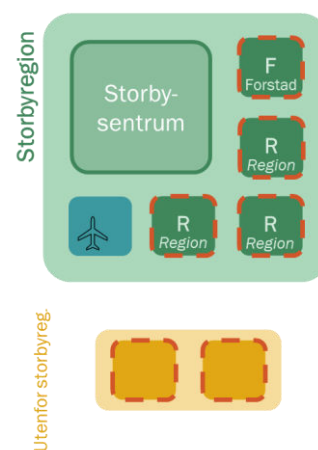 Storbyregion
Storby-
sentrum
F
Forstad
R
Region
R
Region
R
Region
Utenfor storbyreg.